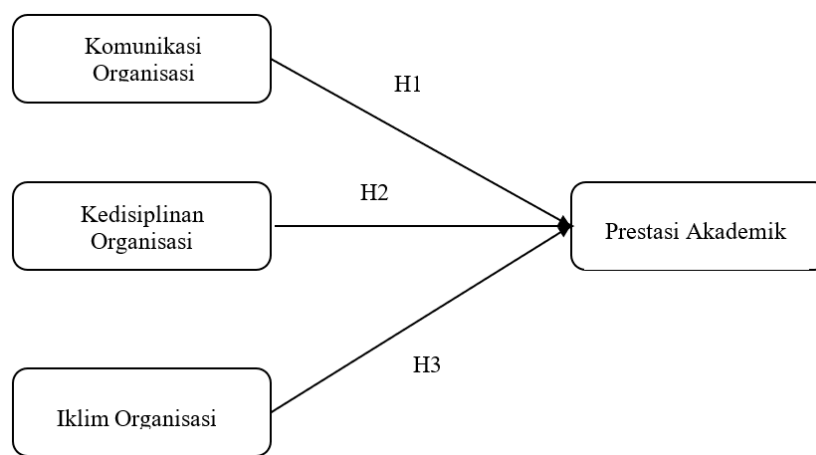 Komunikasi
Organisasi
H1
Kedisiplinan
Organisasi
H2
Prestasi Akademik
H3
Iklim Organisasi